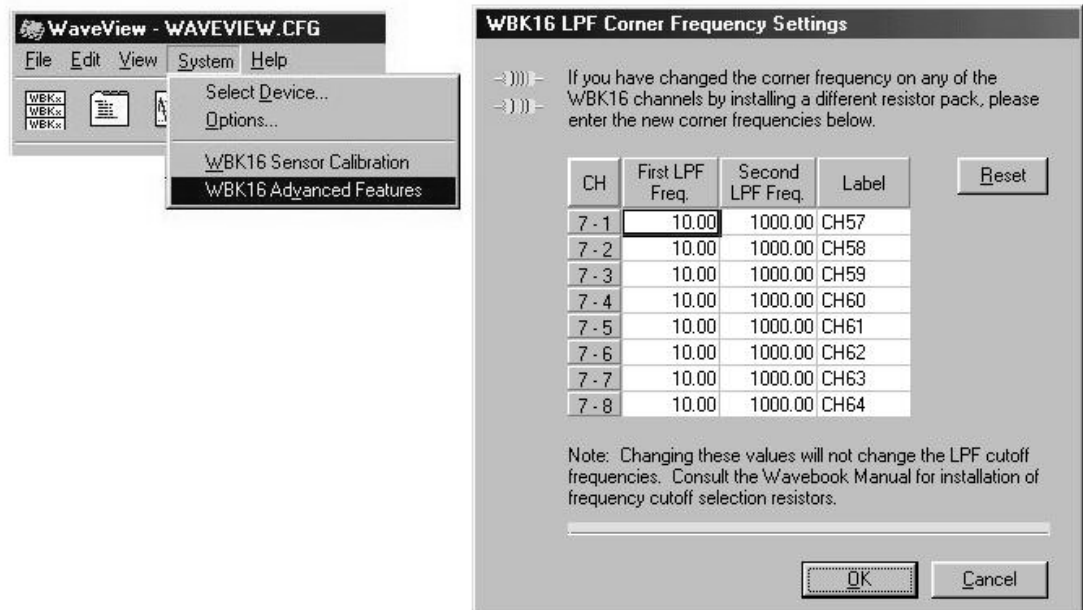 WaveView - WAVEVIEW.CFG
File Edit View System Help
WBKx
WBKx
WBKx
Select Device...
Options...
WBK16 Sensor Calibration
WBK16 Advanced Features
WBK16 LPF Corner Frequency Settings
If you have changed the corner frequency on any of the
WBK16 channels by installing a different resistor pack, please
enter the new corner frequencies below.
CH First LPF Freq. Second LPF Freq. Label
7 - 1 10.00 1000.00 CH57
7 - 2 10.00 1000.00 CH58
7 - 3 10.00 1000.00 CH59
7 - 4 10.00 1000.00 CH60
7 - 5 10.00 1000.00 CH61
7 - 6 10.00 1000.00 CH62
7 - 7 10.00 1000.00 CH63
7 - 8 10.00 1000.00 CH64
Reset
Note: Changing these values will not change the LPF cutoff
frequencies. Consult the Wavebook Manual for installation of
frequency cutoff selection resistors.
OK Cancel